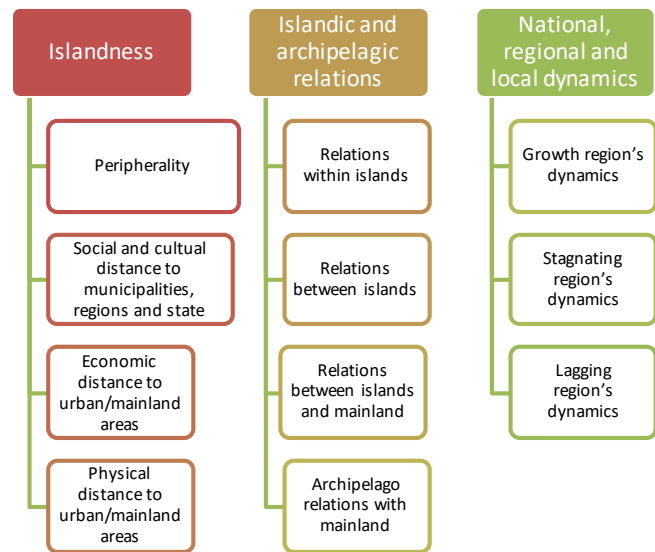 Islandness
Peripherality
Social and cultual
distance to
municipalities,
regions and state
Economic
distance to
urban/mainland
areas
Physical
distance to
urban/mainland
areas
Islandic and
archipelagic
relations
Relations
within islands
Relations
between islands
Relations
between islands
and mainland
Archipelago
relations with
mainland
National,
regional and
local dynamics
Growth region’s
dynamics
Stagnating
region’s
dynamics
Lagging
region’s
dynamics